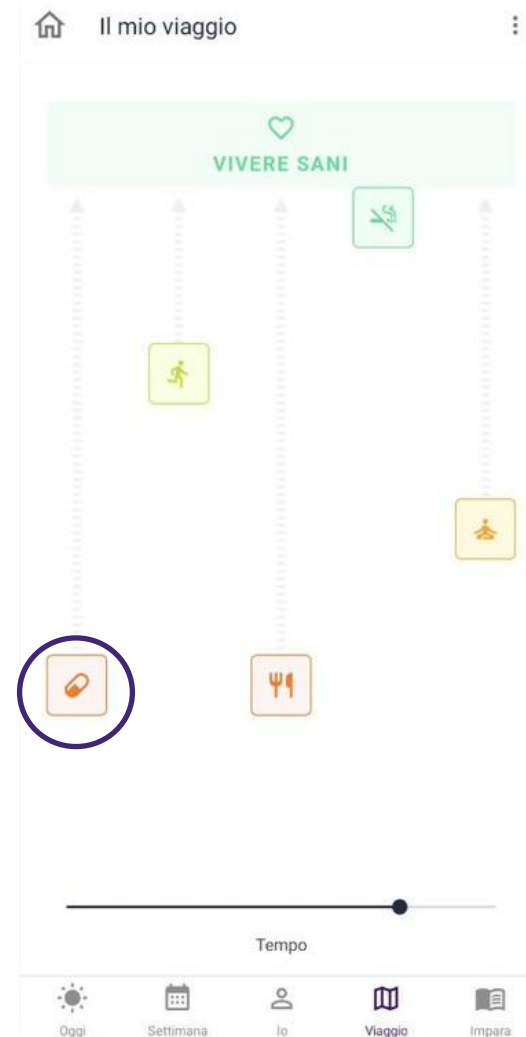 Il mio viaggio
VIVERE SANI
Tempo
Oggi
Settimana
Io
Viaggio
Impara